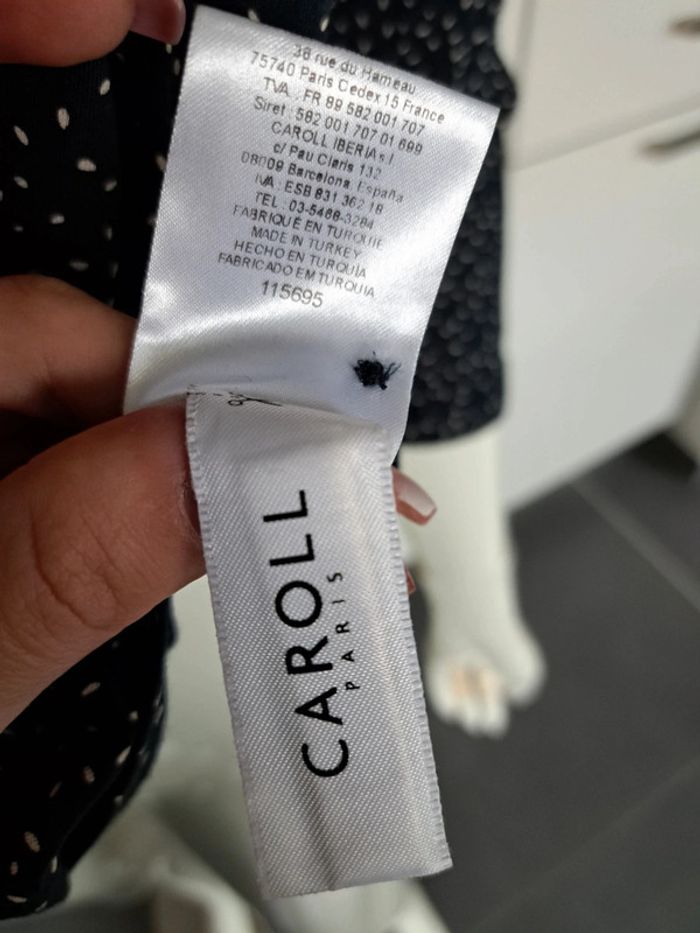 38 rue du Hameau
75740 Paris Cedex 15 France
TVA : FR 89 582 001 707
Siret : 582 001 707 01 699
CAROLL IBERIA s l
c/ Pau Claris 132
08009 Barcelona España
IVA : ESB 831 362 18
TEL : 03-5468-3284
FABRIQUÉ EN TURQUIE
MADE IN TURKEY
HECHO EN TURQUÍA
FABRICADO EM TURQUIA
115695
CAROLL
PARIS